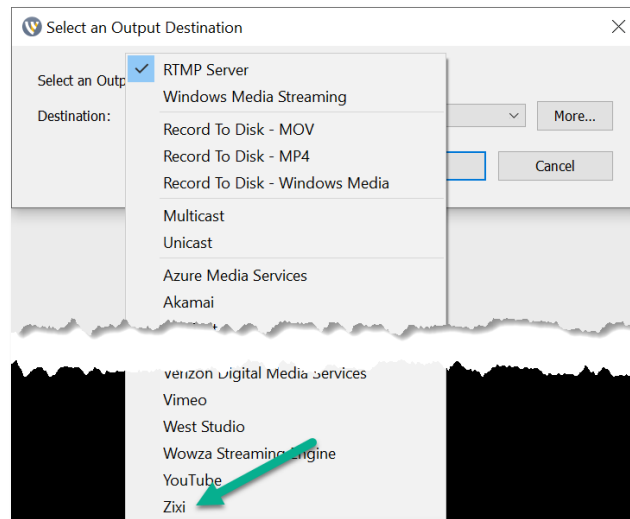 Select an Output Destination
Select an Outp
Destination:
More...
Cancel
RTMP Server
Windows Media Streaming
Record To Disk - MOV
Record To Disk - MP4
Record To Disk - Windows Media
Multicast
Unicast
Azure Media Services
Akamai
Verizon Digital Media Services
Vimeo
West Studio
Wowza Streaming Engine
YouTube
Zixi